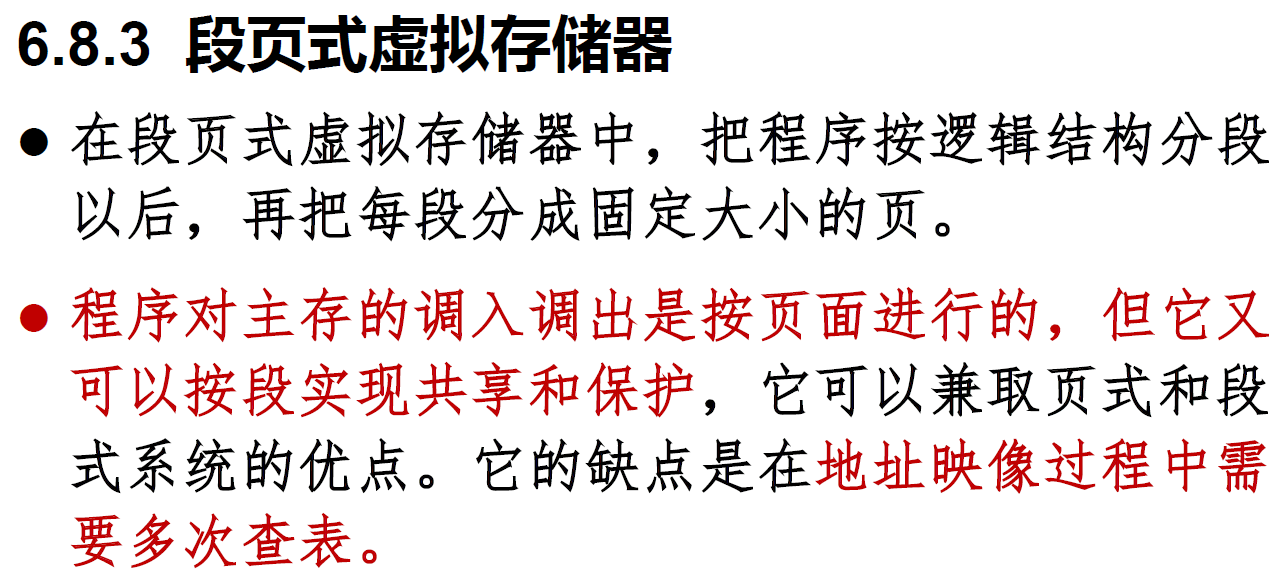 6.8.3 段页式虚拟存储器
● 在段页式虚拟存储器中，把程序按逻辑结构分段
以后，再把每段分成固定大小的页。
● 程序对主存的调入调出是按页面进行的，但它又
可以按段实现共享和保护，它可以兼取页式和段
式系统的优点。它的缺点是在地址映像过程中需
要多次查表。